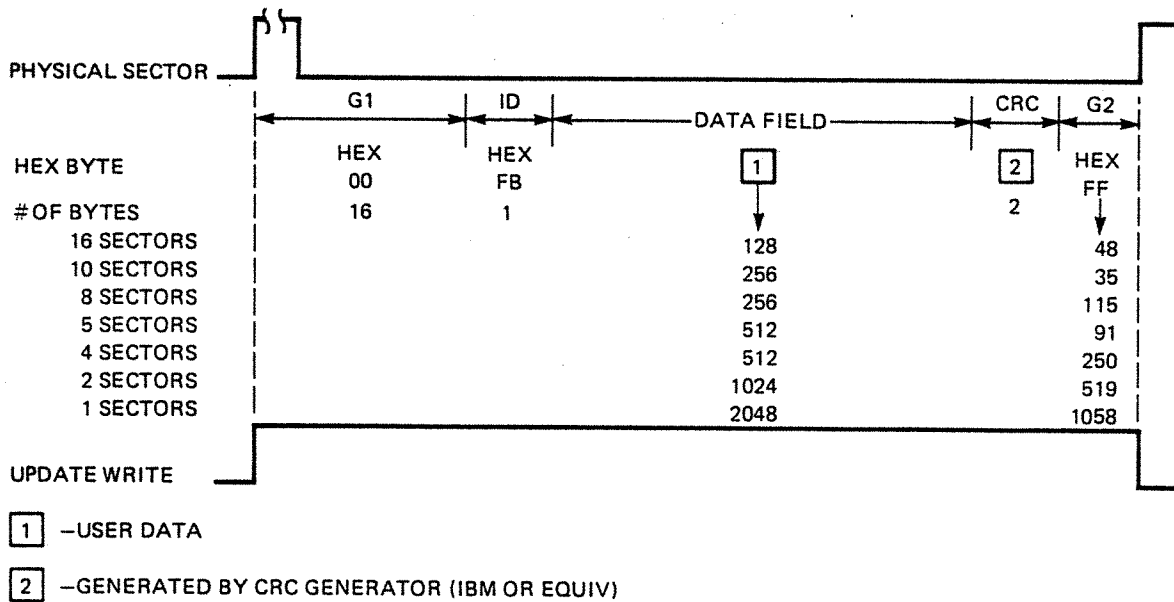 PHYSICAL SECTOR
G1 ID DATA FIELD CRC G2
HEX BYTE HEX 00 HEX FB 1 2 HEX FF
# OF BYTES 16 1 2
16 SECTORS 128 48
10 SECTORS 256 35
8 SECTORS 256 115
5 SECTORS 512 91
4 SECTORS 512 250
2 SECTORS 1024 519
1 SECTORS 2048 1058
UPDATE WRITE
1 –USER DATA
2 –GENERATED BY CRC GENERATOR (IBM OR EQUIV)